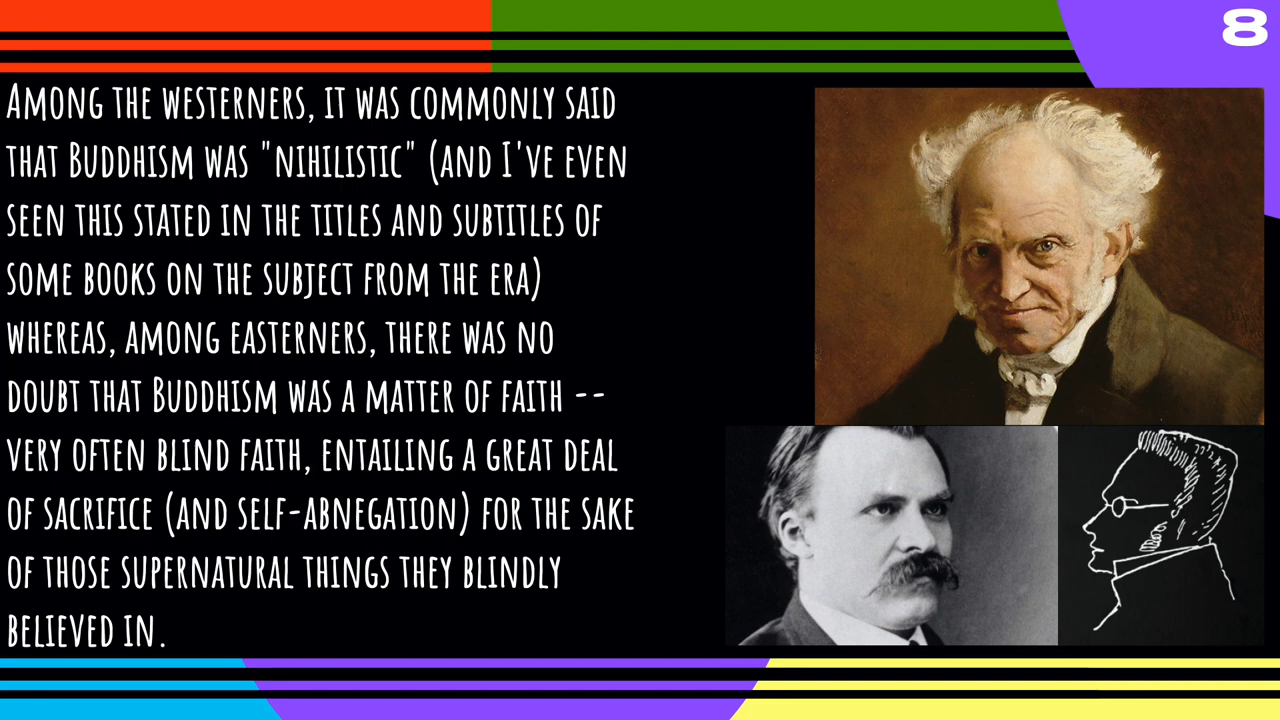 8
Among the westerners, it was commonly said
that Buddhism was "nihilistic" (and I've even
seen this stated in the titles and subtitles of
some books on the subject from the era)
whereas, among easterners, there was no
doubt that Buddhism was a matter of faith --
very often blind faith, entailing a great deal
of sacrifice (and self-abnegation) for the sake
of those supernatural things they blindly
believed in.